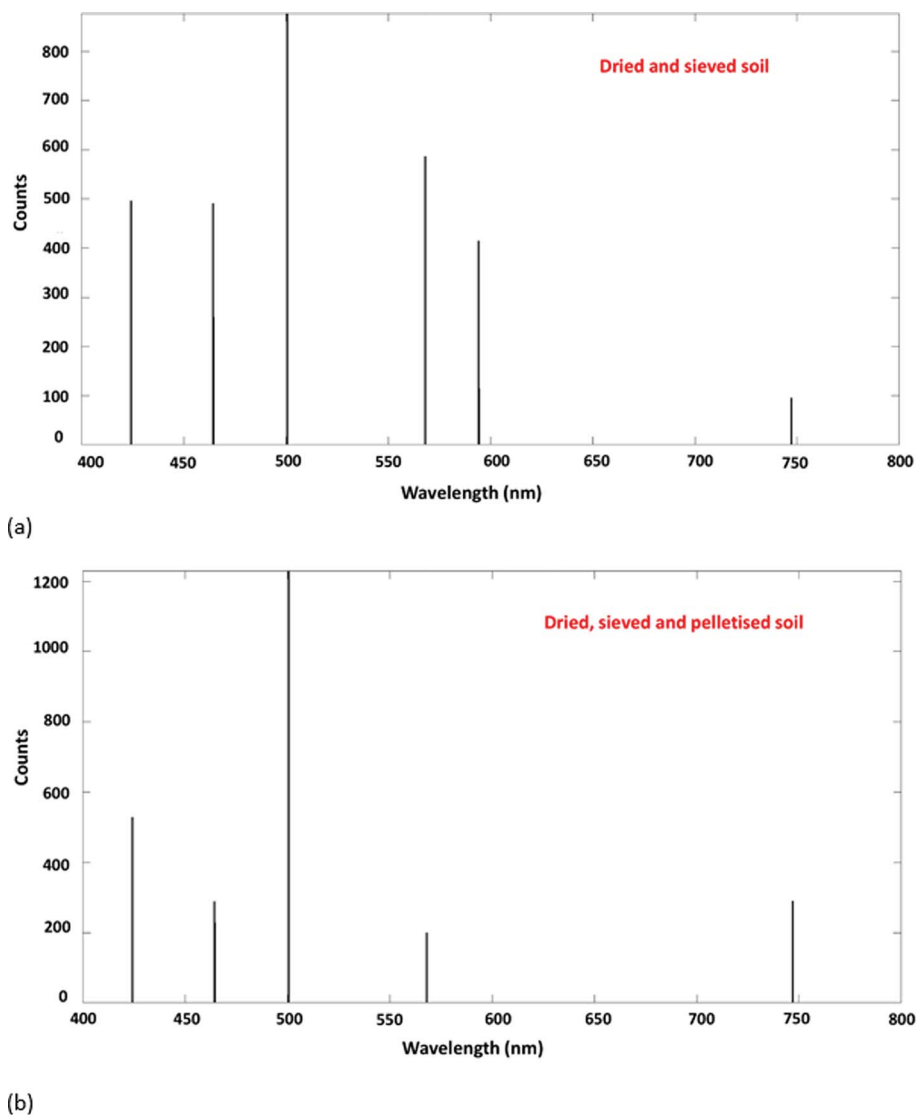 800
Dried and sieved soil
700
600
500
Counts
400
300
200
100
0
400 450 500 550 600 650 700 750 800
Wavelength (nm)
(a)
1200
Dried, sieved and pelletised soil
1000
800
Counts
600
400
200
0
400 450 500 550 600 650 700 750 800
Wavelength (nm)
(b)